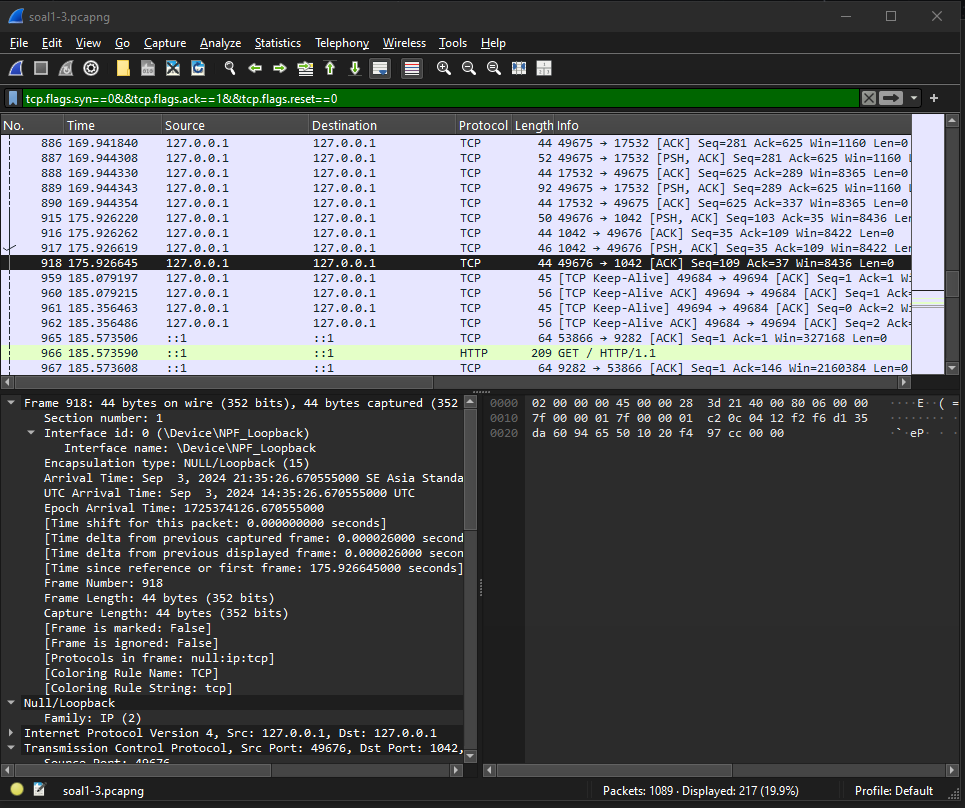 soal1-3.pcapng
File Edit View Go Capture Analyze Statistics Telephony Wireless Tools Help
tcp.flags.syn==0&&tcp.flags.ack==1&&tcp.flags.reset==0
No. Time Source Destination Protocol Length Info
886 169.941840 127.0.0.1 127.0.0.1 TCP 44 49675 → 17532 [ACK] Seq=281 Ack=625 Win=1160 Len=0
887 169.944308 127.0.0.1 127.0.0.1 TCP 52 49675 → 17532 [PSH, ACK] Seq=281 Ack=625 Win=1160 L
888 169.944330 127.0.0.1 127.0.0.1 TCP 44 17532 → 49675 [ACK] Seq=625 Ack=289 Win=8365 Len=0
889 169.944343 127.0.0.1 127.0.0.1 TCP 92 49675 → 17532 [PSH, ACK] Seq=289 Ack=625 Win=1160 L
890 169.944354 127.0.0.1 127.0.0.1 TCP 44 17532 → 49675 [ACK] Seq=625 Ack=337 Win=8365 Len=0
915 175.926220 127.0.0.1 127.0.0.1 TCP 50 49676 → 1042 [PSH, ACK] Seq=103 Ack=35 Win=8436 Len
916 175.926262 127.0.0.1 127.0.0.1 TCP 44 1042 → 49676 [ACK] Seq=35 Ack=109 Win=8422 Len=0
917 175.926619 127.0.0.1 127.0.0.1 TCP 46 1042 → 49676 [PSH, ACK] Seq=35 Ack=109 Win=8422 Len
918 175.926645 127.0.0.1 127.0.0.1 TCP 44 49676 → 1042 [ACK] Seq=109 Ack=37 Win=8436 Len=0
959 185.079197 127.0.0.1 127.0.0.1 TCP 45 [TCP Keep-Alive] 49684 → 49694 [ACK] Seq=1 Ack=1 Wi
960 185.079215 127.0.0.1 127.0.0.1 TCP 56 [TCP Keep-Alive ACK] 49694 → 49684 [ACK] Seq=1 Ack=
961 185.356463 127.0.0.1 127.0.0.1 TCP 45 [TCP Keep-Alive] 49694 → 49684 [ACK] Seq=0 Ack=2 Wi
962 185.356486 127.0.0.1 127.0.0.1 TCP 56 [TCP Keep-Alive ACK] 49684 → 49694 [ACK] Seq=2 Ack=
965 185.573506 ::1 ::1 TCP 64 53866 → 9282 [ACK] Seq=1 Ack=1 Win=327168 Len=0
966 185.573590 ::1 ::1 HTTP 209 GET / HTTP/1.1
967 185.573608 ::1 ::1 TCP 64 9282 → 53866 [ACK] Seq=1 Ack=146 Win=2160384 Len=0
Frame 918: 44 bytes on wire (352 bits), 44 bytes captured (352
Section number: 1
Interface id: 0 (\Device\NPF_Loopback)
Interface name: \Device\NPF_Loopback
Encapsulation type: NULL/Loopback (15)
Arrival Time: Sep  3, 2024 21:35:26.670555000 SE Asia Standa
UTC Arrival Time: Sep  3, 2024 14:35:26.670555000 UTC
Epoch Arrival Time: 1725374126.670555000
[Time shift for this packet: 0.000000000 seconds]
[Time delta from previous captured frame: 0.000026000 second
[Time delta from previous displayed frame: 0.000026000 secon
[Time since reference or first frame: 175.926645000 seconds]
Frame Number: 918
Frame Length: 44 bytes (352 bits)
Capture Length: 44 bytes (352 bits)
[Frame is marked: False]
[Frame is ignored: False]
[Protocols in frame: null:ip:tcp]
[Coloring Rule Name: TCP]
[Coloring Rule String: tcp]
Null/Loopback
Family: IP (2)
Internet Protocol Version 4, Src: 127.0.0.1, Dst: 127.0.0.1
Transmission Control Protocol, Src Port: 49676, Dst Port: 1042,
Source Port: 49676
0000 02 00 00 00 45 00 00 28 3d 21 40 00 80 06 00 00 ····E··( =
0010 7f 00 00 01 7f 00 00 01 c2 0c 04 12 f2 f6 d1 35 ········ ·
0020 da 60 94 65 50 10 20 f4 97 cc 00 00 ·`·eP· · ·
soal1-3.pcapng
Packets: 1089 · Displayed: 217 (19.9%)
Profile: Default